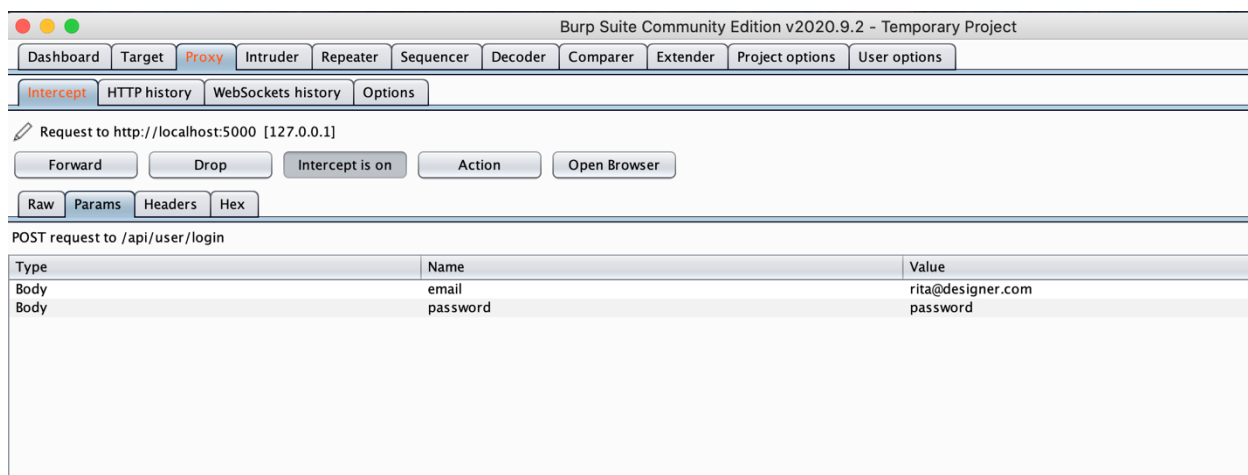 Burp Suite Community Edition v2020.9.2 - Temporary Project
Dashboard Target Proxy Intruder Repeater Sequencer Decoder Comparer Extender Project options User options
Intercept HTTP history WebSockets history Options
Request to http://localhost:5000 [127.0.0.1]
Forward Drop Intercept is on Action Open Browser
Raw Params Headers Hex
POST request to /api/user/login
Type Name Value
Body email rita@designer.com
Body password password